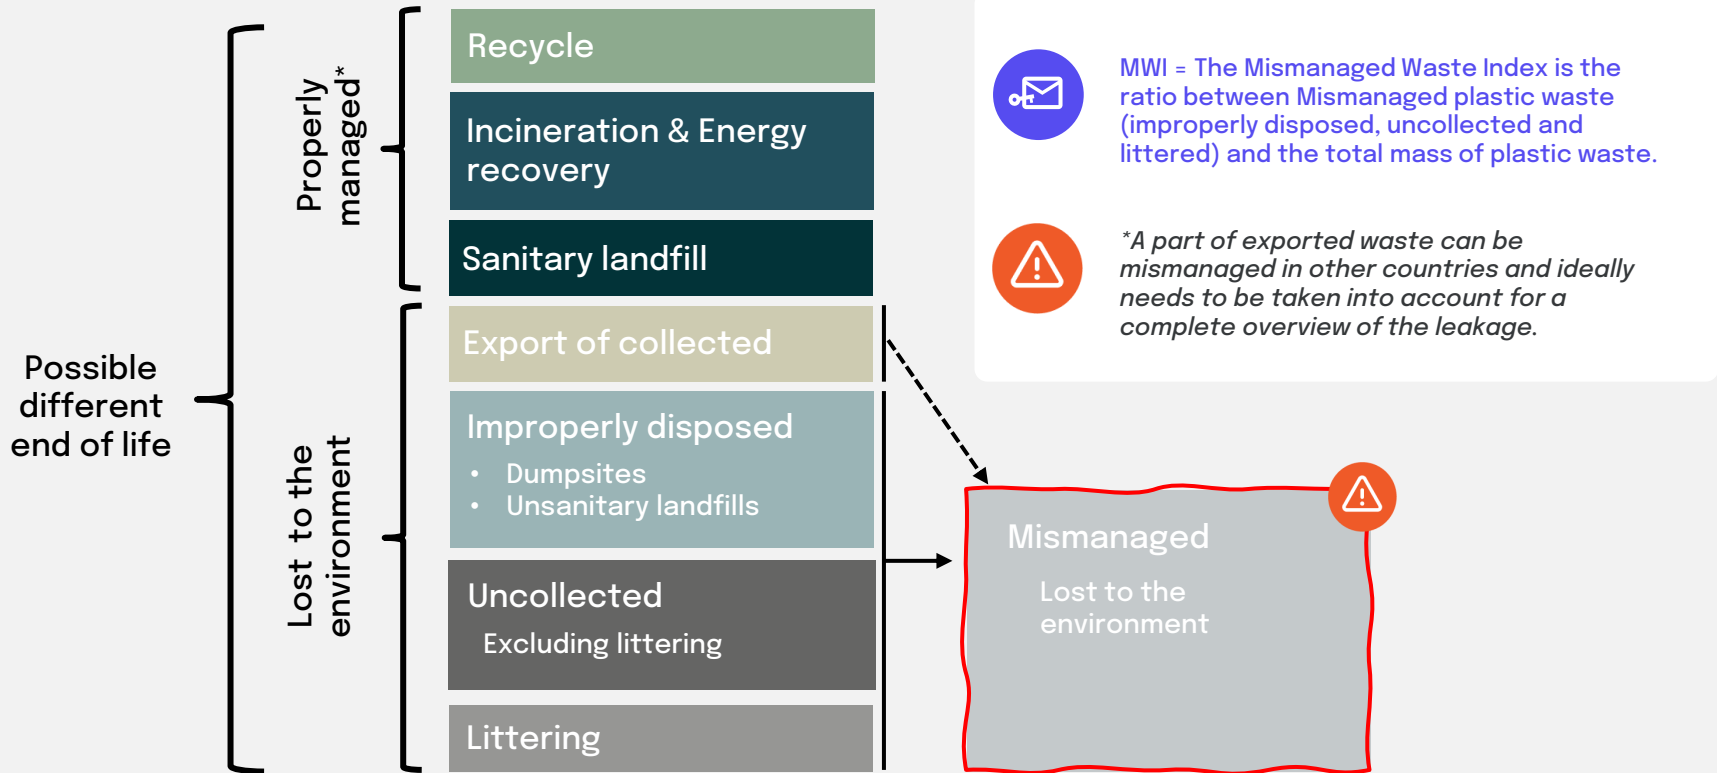 Possible
different
end of life
Properly
managed*
Lost to the
environment
Recycle
Incineration & Energy
recovery
Sanitary landfill
Export of collected
Improperly disposed
• Dumpsites
• Unsanitary landfills
Uncollected
Excluding littering
Littering
MWI = The Mismanaged Waste Index is the
ratio between Mismanaged plastic waste
(improperly disposed, uncollected and
littered) and the total mass of plastic waste.
*A part of exported waste can be
mismanaged in other countries and ideally
needs to be taken into account for a
complete overview of the leakage.
Mismanaged
Lost to the
environment